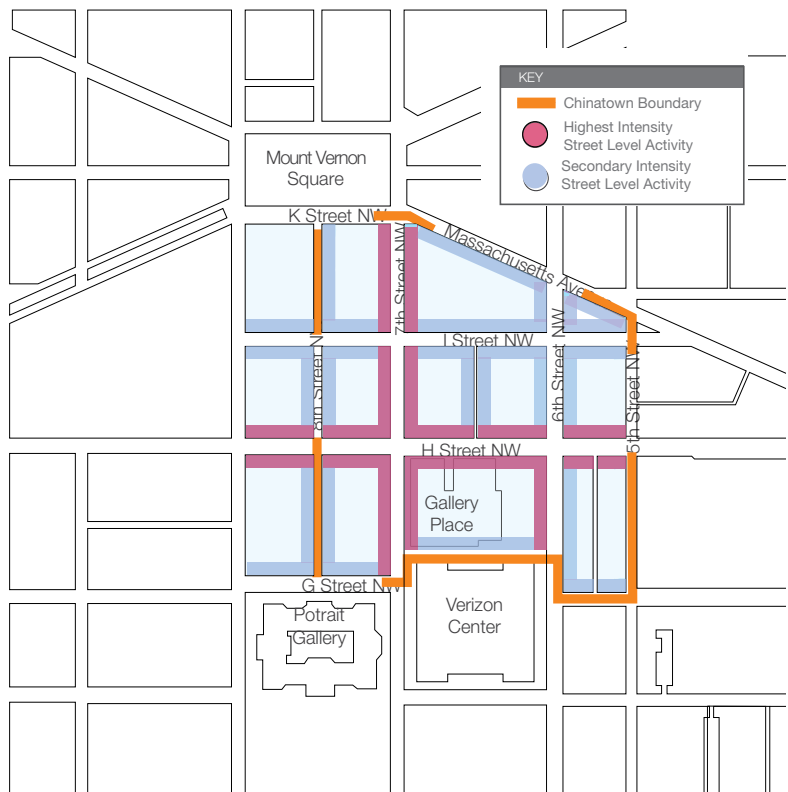 KEY
Chinatown Boundary
Highest Intensity
Street Level Activity
Secondary Intensity
Street Level Activity
Mount Vernon
Square
K Street NW
Massachusetts Avenue
7th Street NW
I Street NW
8th Street N
6th Street NW
5th Street NW
H Street NW
Gallery
Place
G Street NW
Potrait
Gallery
Verizon
Center